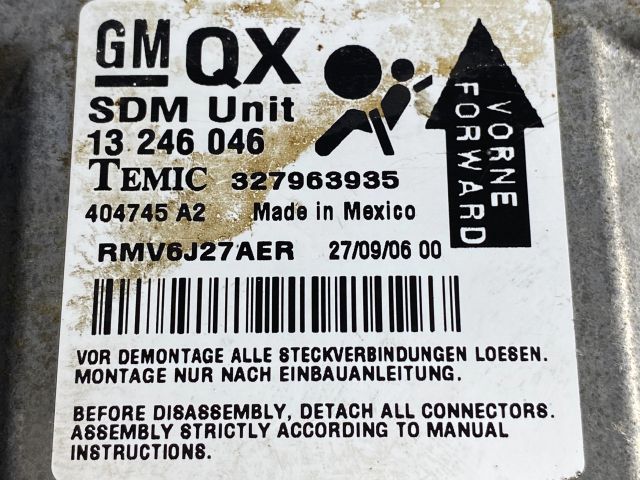 GM QX
SDM Unit
13 246 046
TEMIC 327963935
404745 A2 Made in Mexico
RMV6J27AER 27/09/06 00
VORNE
FORWARD
VOR DEMONTAGE ALLE STECKVERBINDUNGEN LOESEN.
MONTAGE NUR NACH EINBAUANLEITUNG.
BEFORE DISASSEMBLY, DETACH ALL CONNECTORS.
ASSEMBLY STRICTLY ACCORDING TO MANUAL
INSTRUCTIONS.